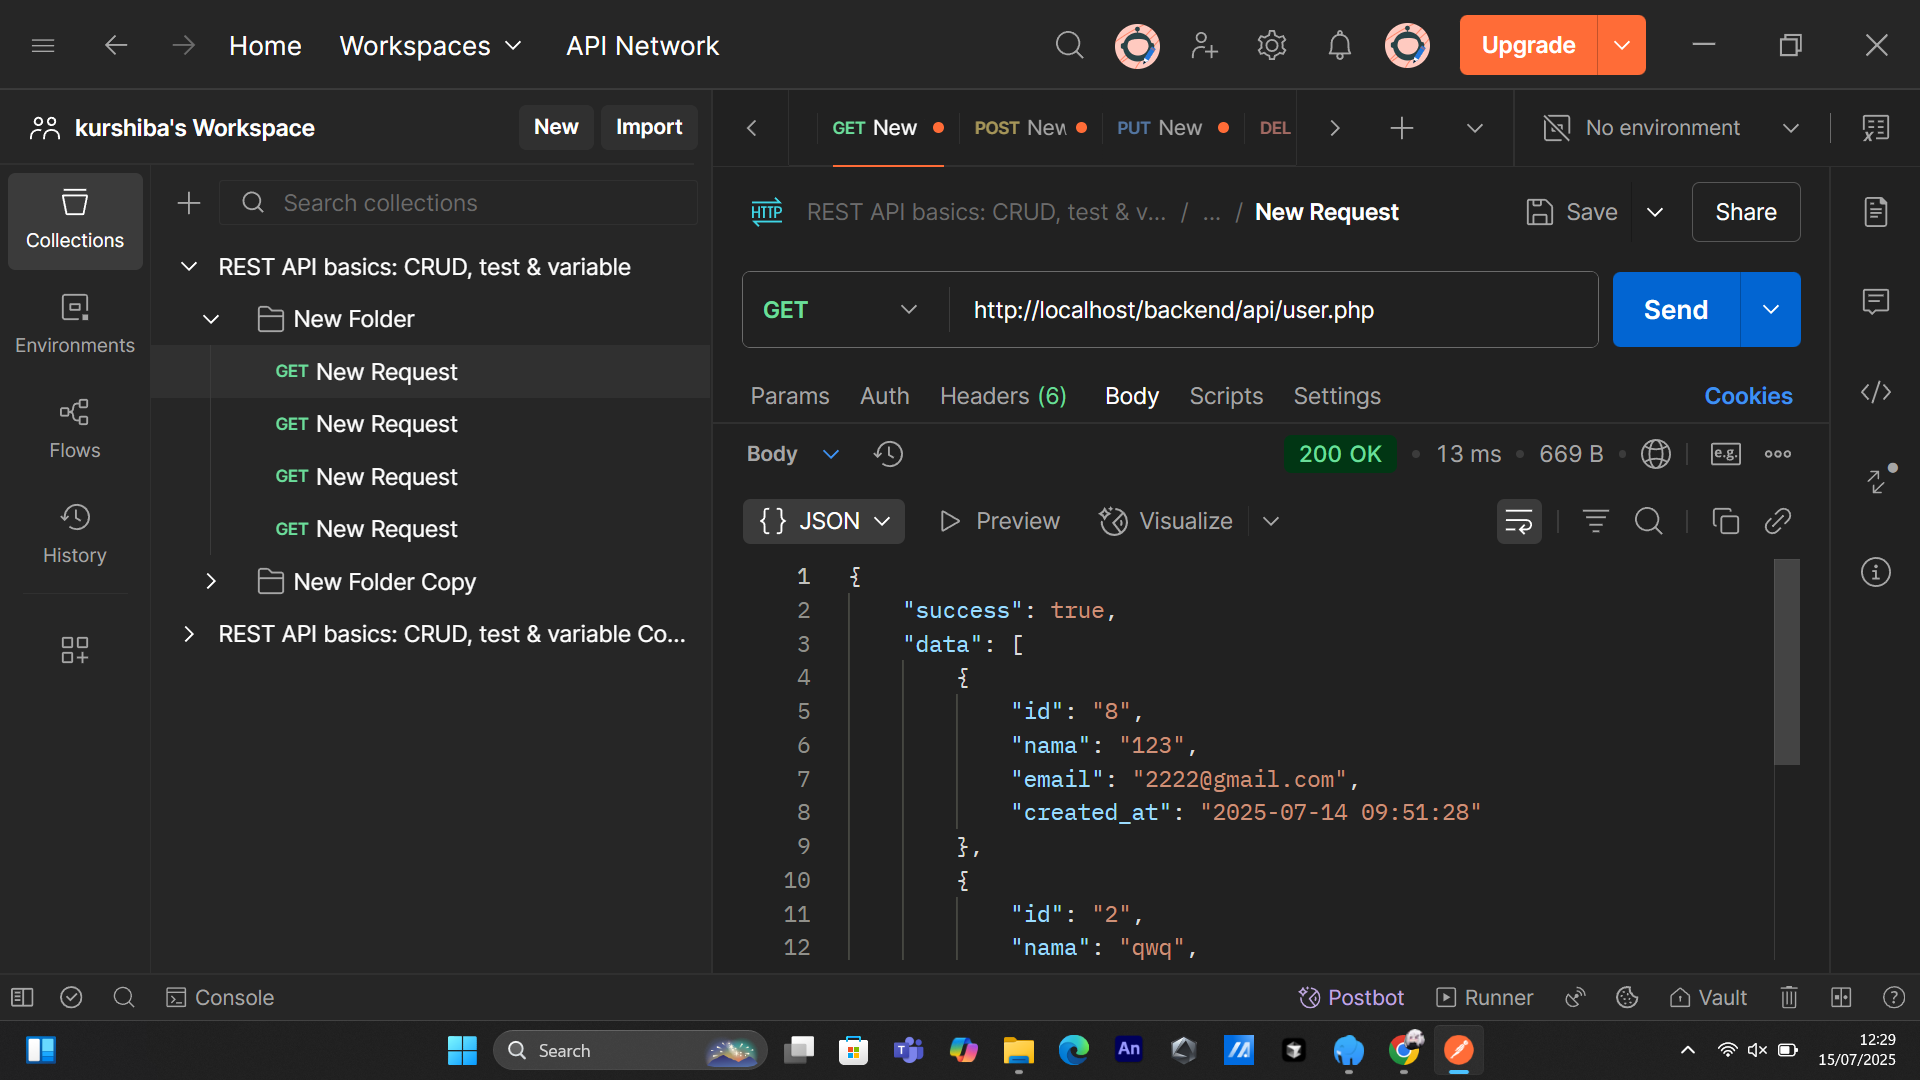 Home Workspaces API Network Upgrade
kurshiba's Workspace New Import GET New POST New PUT New DEL No environment
Collections
Environments
Flows
History
Search collections
REST API basics: CRUD, test & variable
New Folder
GET New Request
GET New Request
GET New Request
GET New Request
New Folder Copy
REST API basics: CRUD, test & variable Co...
HTTP REST API basics: CRUD, test & v... / ... / New Request Save Share
GET http://localhost/backend/api/user.php Send
Params Auth Headers (6) Body Scripts Settings Cookies
Body 200 OK • 13 ms • 669 B e.g.
{} JSON Preview Visualize
1 {
2 "success": true,
3 "data": [
4 {
5 "id": "8",
6 "nama": "123",
7 "email": "2222@gmail.com",
8 "created_at": "2025-07-14 09:51:28"
9 },
10 {
11 "id": "2",
12 "nama": "qwq",
Console Postbot Runner Vault
Search An 12:29
15/07/2025